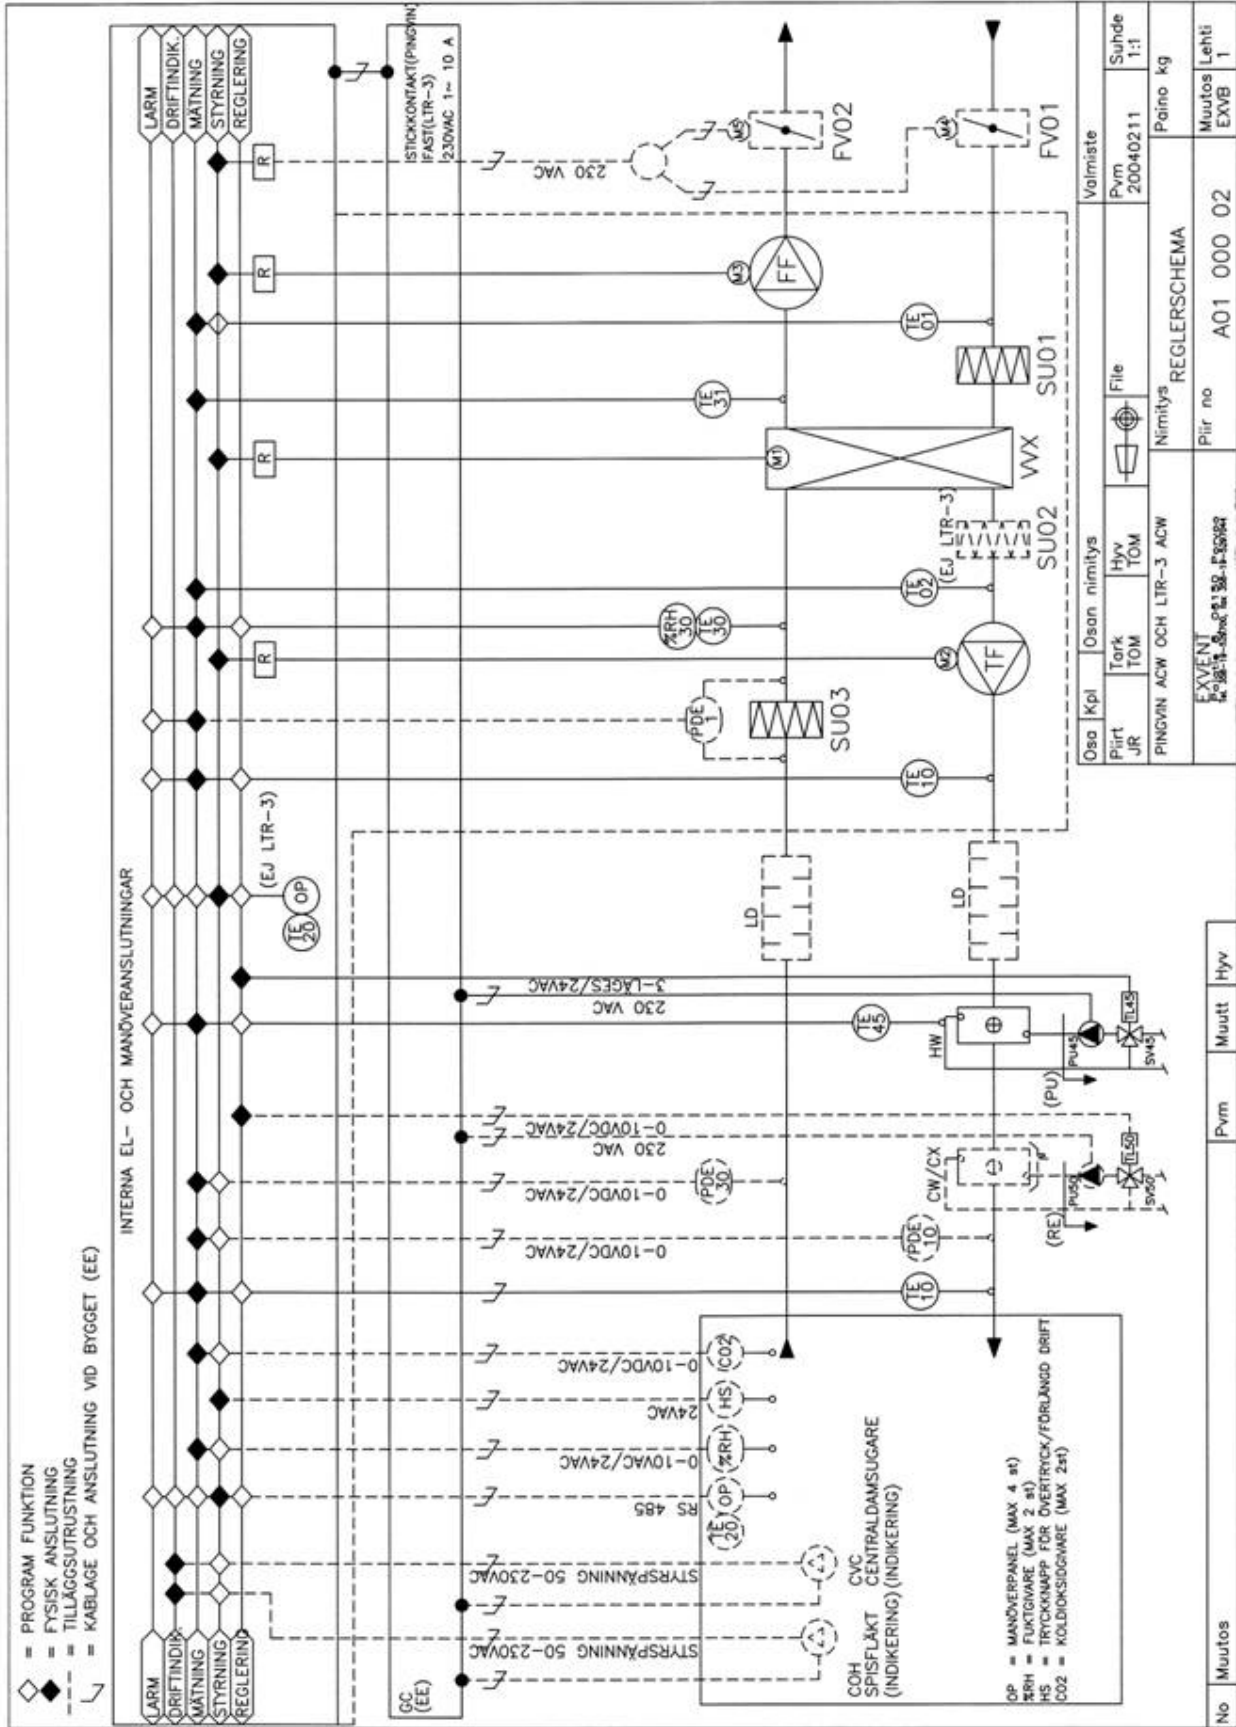 ◇ = PROGRAM FUNKTION
◆ = FYSISK ANSLUTNING
--- = TILLÄGGSUTRUSTNING
= KABLAGE OCH ANSLUTNING VID BYGGET (EE)
INTERNA EL- OCH MANÖVERANSLUTNINGAR
LARM
DRIFTINDIK.
MÄTNING
STYRNING
REGLERING
LARM
DRIFTINDIK.
MÄTNING
STYRNING
REGLERING
R
R
R
R
(EJ LTR-3)
TE 20
OP
GC
(EE)
STICKKONTAKT(PINGVIN)
FAST(LTR-3)
230VAC 1~ 10 A
STYRSPÄNNING 50-230VAC
STYRSPÄNNING 50-230VAC
RS 485
0-10VAC/24VAC
24VAC
0-10VDC/24VAC
0-10VDC/24VAC
0-10VDC/24VAC
230 VAC
0-10VDC/24VAC
230 VAC
3-LÄGES/24VAC
230 VAC
TE 20
OP
%RH
HS
CO2
TE 10
PDE 10
PDE 30
TE 45
TE 10
PDE 1
%RH 30
TE 30
TE 02
TE 31
TE 01
M1
M2
M3
M4
M5
LD
LD
SU03
TF
SU02
(EJ LTR-3)
VVX
SU01
FF
FV02
FV01
CW/CX
HW
PU50
TL50
SV50
(RE)
PU45
TL45
SV45
(PU)
COH
SPISFLÄKT
(INDIKERING)
CVC
CENTRALDAMSUGARE
(INDIKERING)
OP = MANÖVERPANEL (MAX 4 st)
%RH = FUKTGIVARE (MAX 2 st)
HS = TRYCKKNAPP FÖR ÖVERTRYCK/FÖRLÄNGD DRIFT
CO2 = KOLDIOKSIDGIVARE (MAX 2st)
No
Muutos
Pvm
Muutt
Hyv
Osa
Kpl
Osan nimitys
Valmiste
Piirt
JR
Tark
TOM
Hyv
TOM
File
Pvm
20040211
Suhde
1:1
PINGVIN ACW OCH LTR-3 ACW
Nimitys
REGLERSCHEMA
Paino kg
EXVENT
Piir no
A01 000 02
Muutos
EXVB
Lehti
1